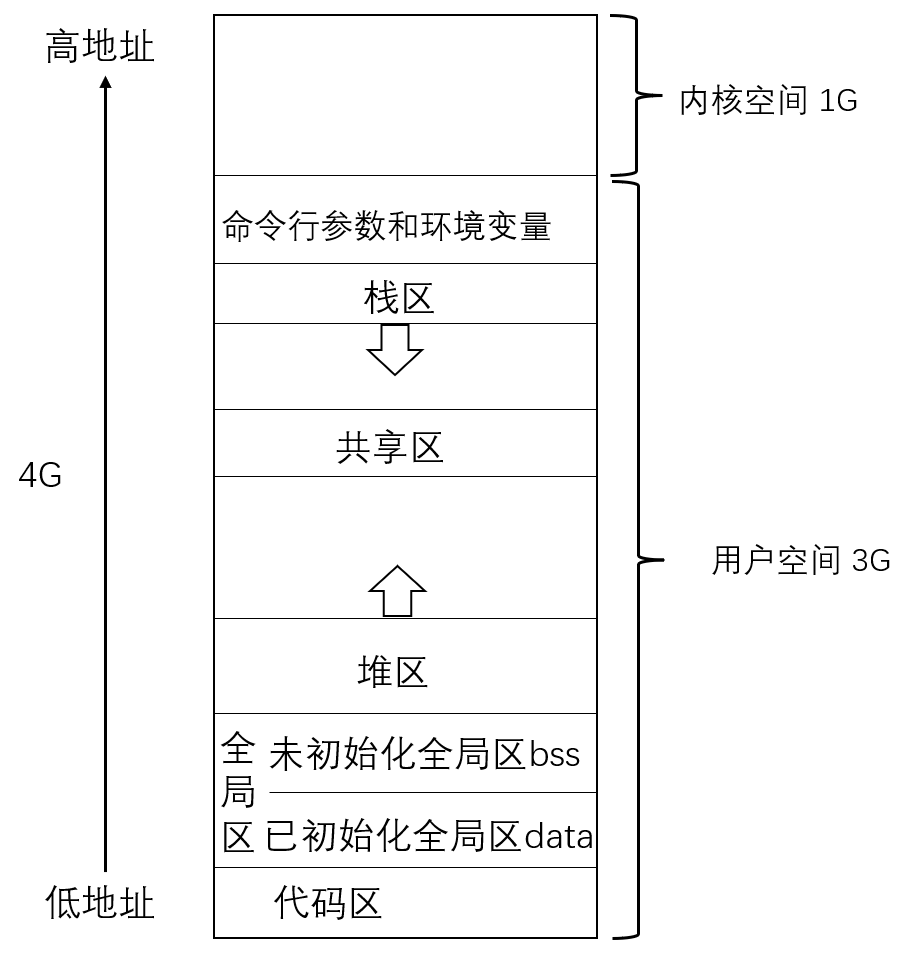 高地址
内核空间 1G
命令行参数和环境变量
栈区
共享区
4G
用户空间 3G
堆区
全局区
未初始化全局区bss
已初始化全局区data
低地址
代码区